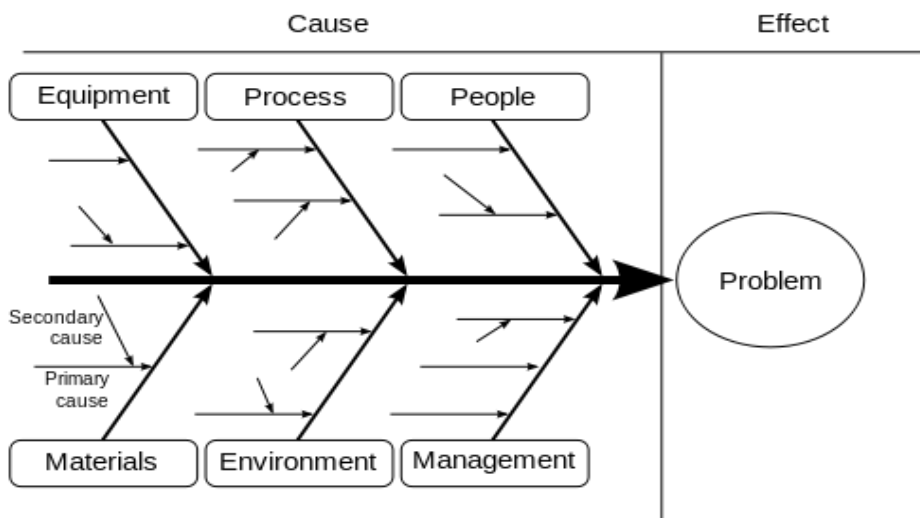 Cause
Effect
Equipment
Process
People
Problem
Secondary
cause
Primary
cause
Materials
Environment
Management